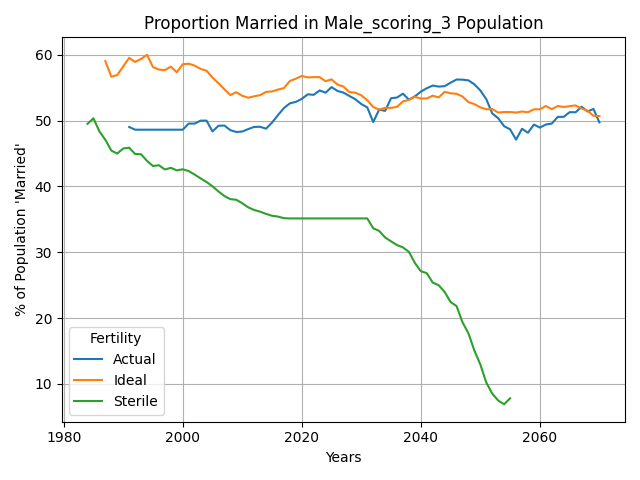 Proportion Married in Male_scoring_3 Population
% of Population 'Married'
60
50
40
30
20
10
Fertility
Actual
Ideal
Sterile
1980 2000 2020 2040 2060
Years